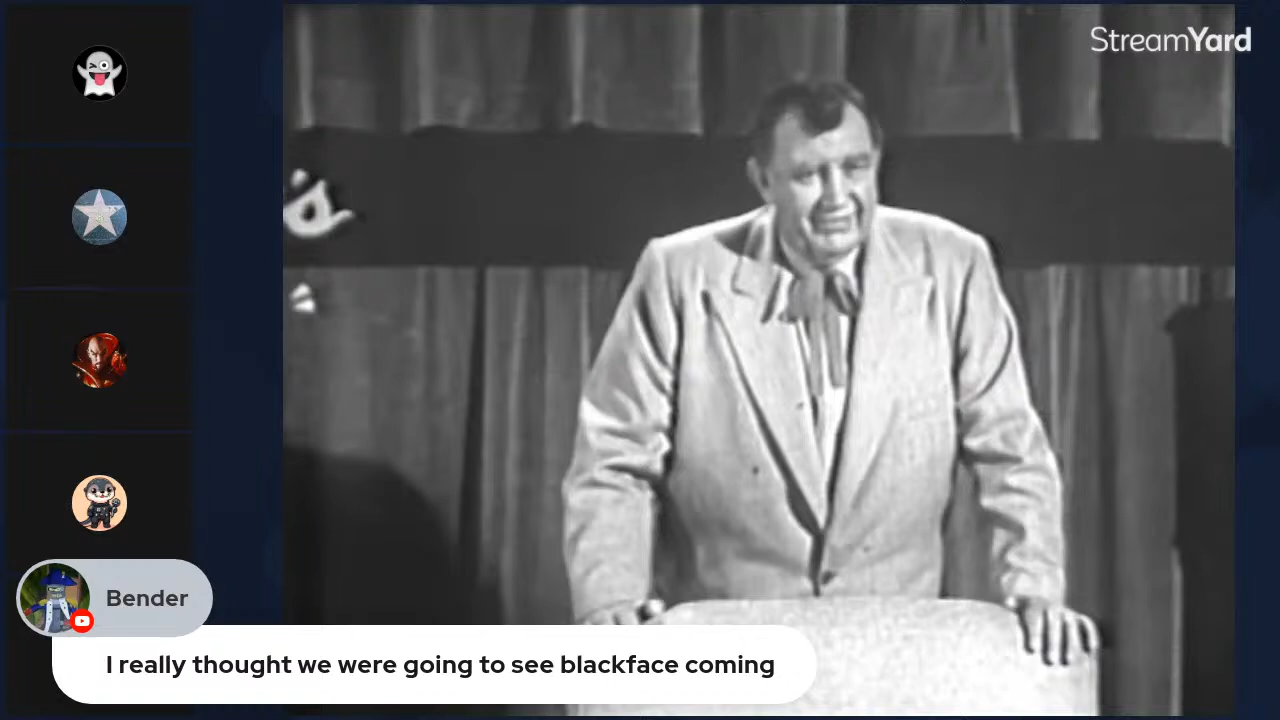 StreamYard
Bender
I really thought we were going to see blackface coming